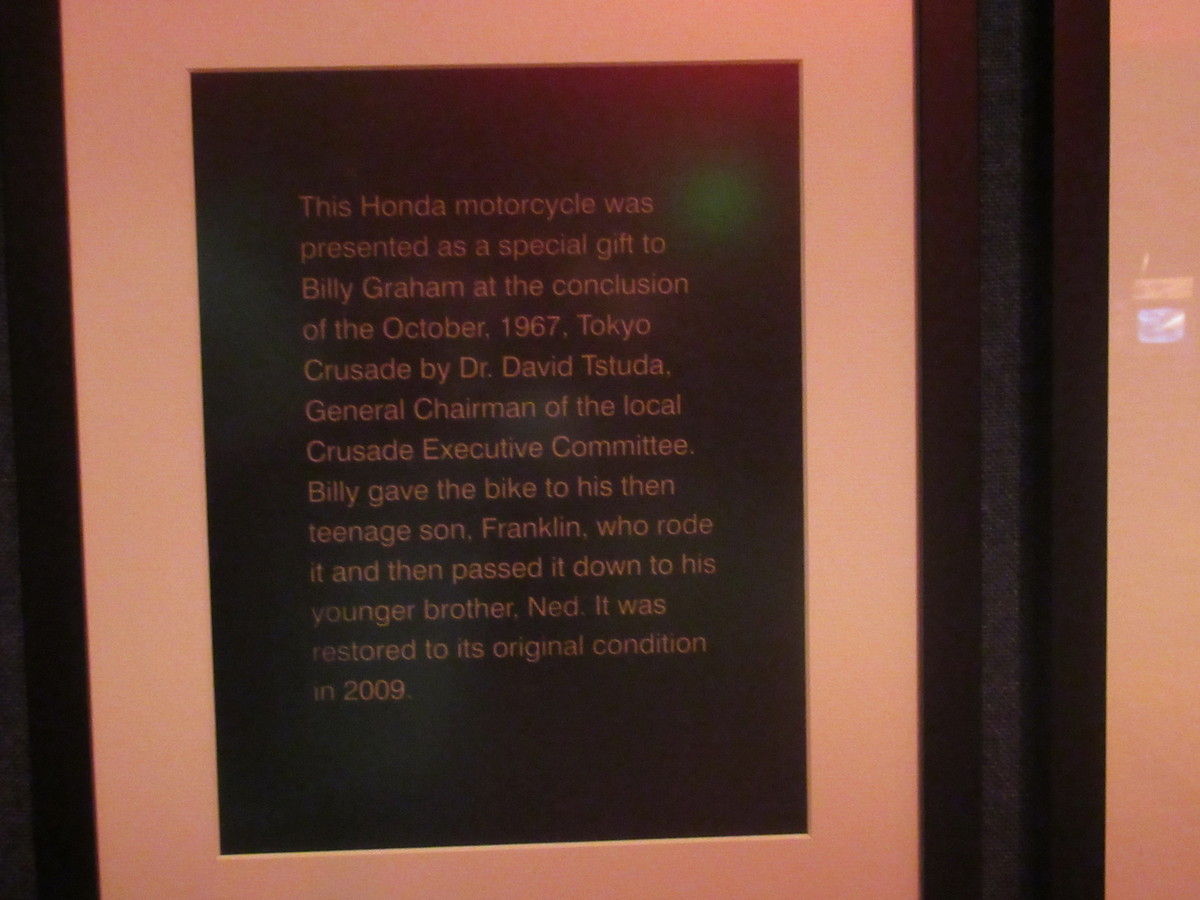 This Honda motorcycle was
presented as a special gift to
Billy Graham at the conclusion
of the October, 1967, Tokyo
Crusade by Dr. David Tstuda,
General Chairman of the local
Crusade Executive Committee.
Billy gave the bike to his then
teenage son, Franklin, who rode
it and then passed it down to his
younger brother, Ned. It was
restored to its original condition
in 2009.